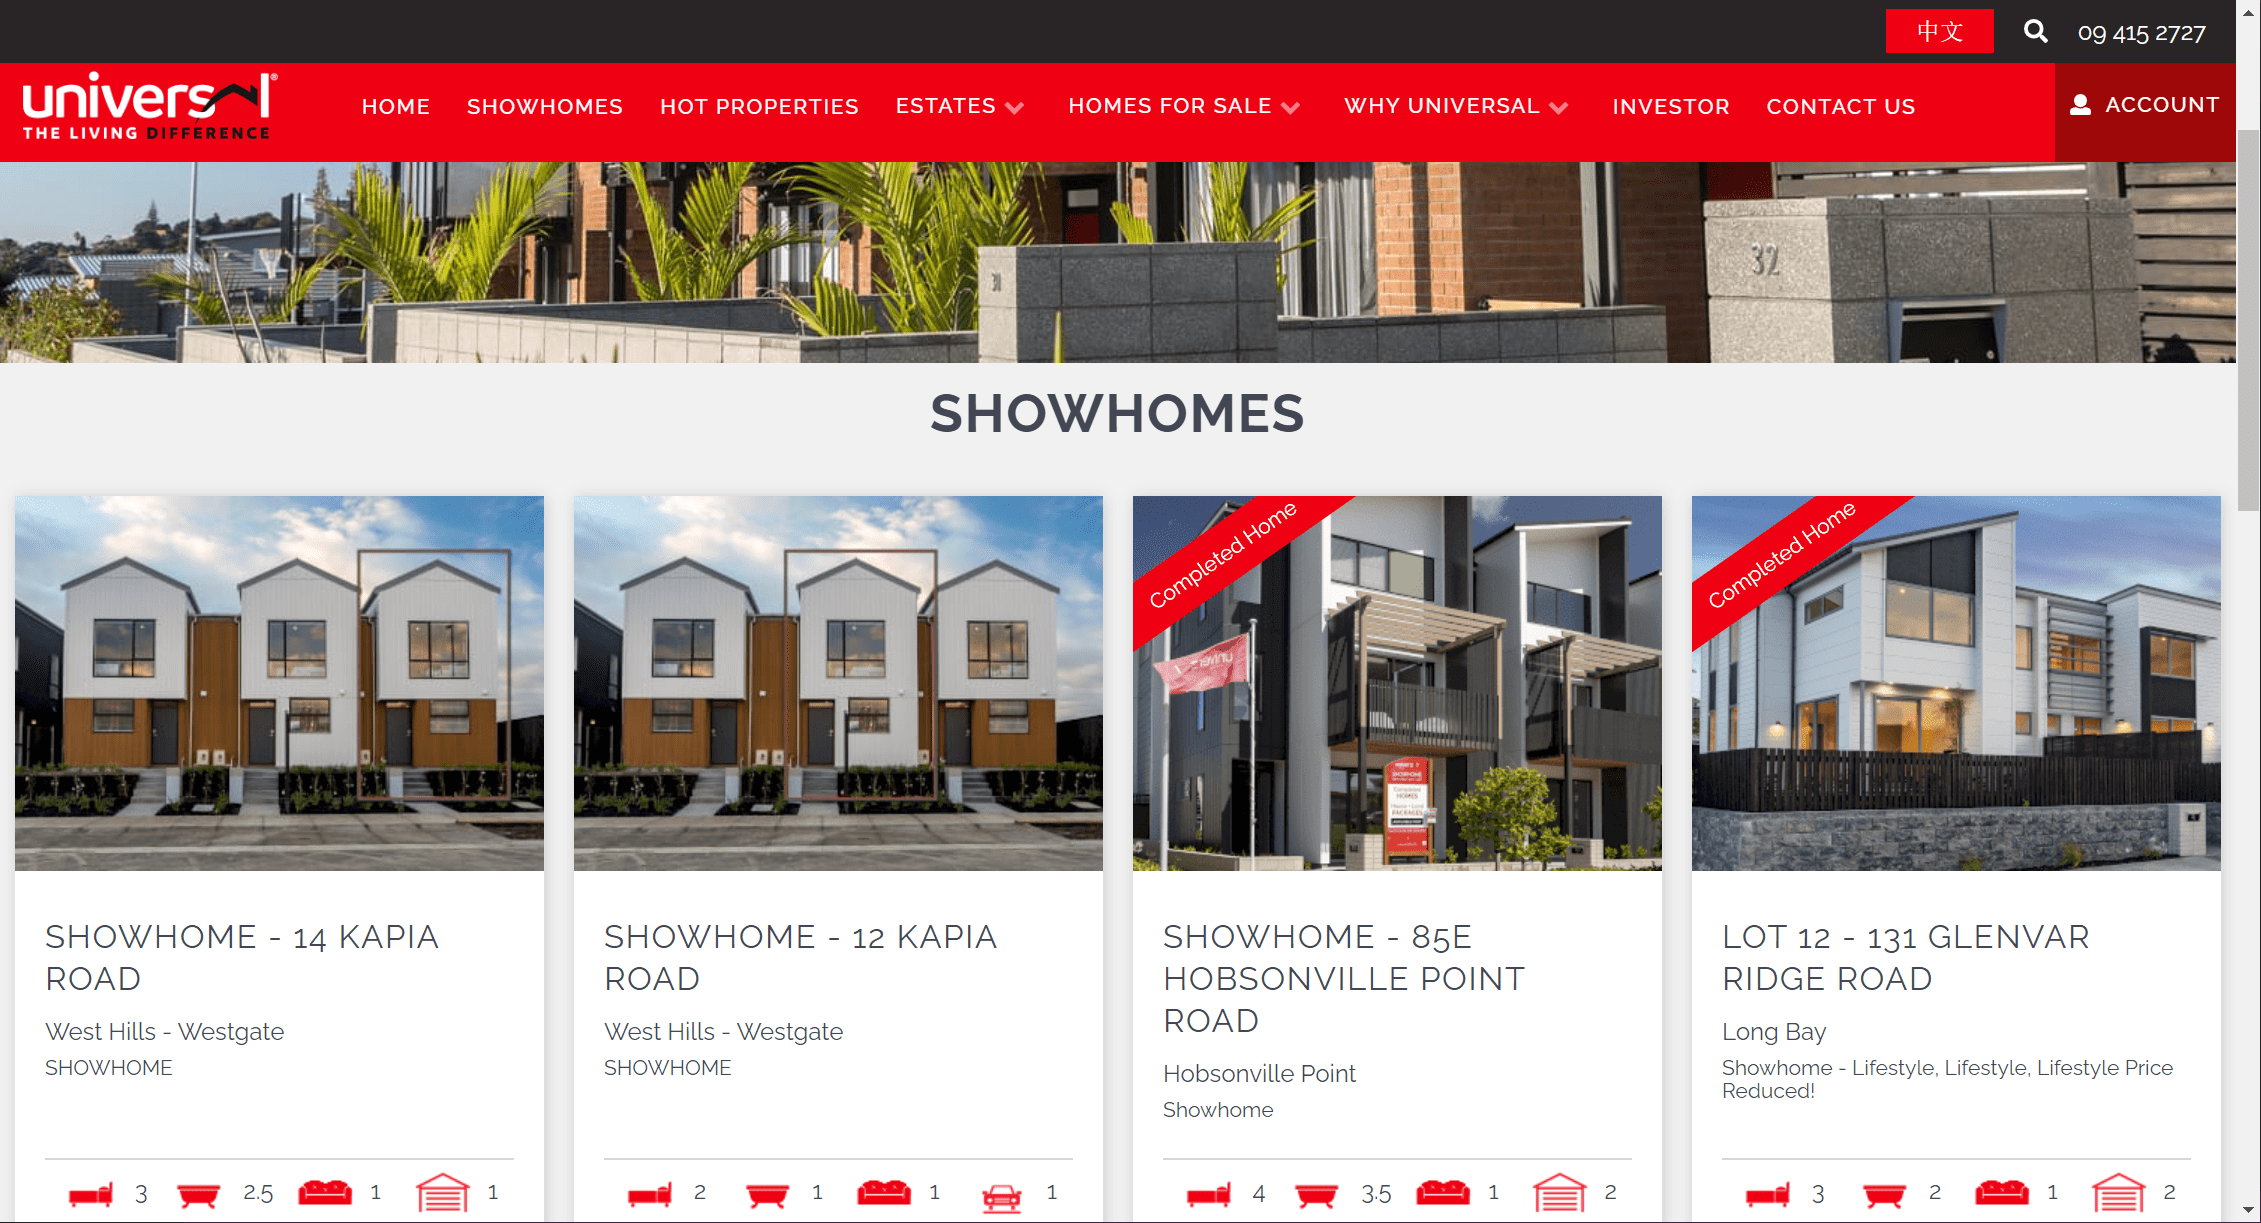 中文
09 415 2727
universal®
THE LIVING DIFFERENCE
HOME
SHOWHOMES
HOT PROPERTIES
ESTATES
HOMES FOR SALE
WHY UNIVERSAL
INVESTOR
CONTACT US
ACCOUNT
30
32
SHOWHOMES
Completed Home
Completed Home
SHOWHOME - 14 KAPIA
ROAD
West Hills - Westgate
SHOWHOME
3 2.5 1 1
SHOWHOME - 12 KAPIA
ROAD
West Hills - Westgate
SHOWHOME
2 1 1 1
SHOWHOME - 85E
HOBSONVILLE POINT
ROAD
Hobsonville Point
Showhome
4 3.5 1 2
LOT 12 - 131 GLENVAR
RIDGE ROAD
Long Bay
Showhome - Lifestyle, Lifestyle, Lifestyle Price
Reduced!
3 2 1 2